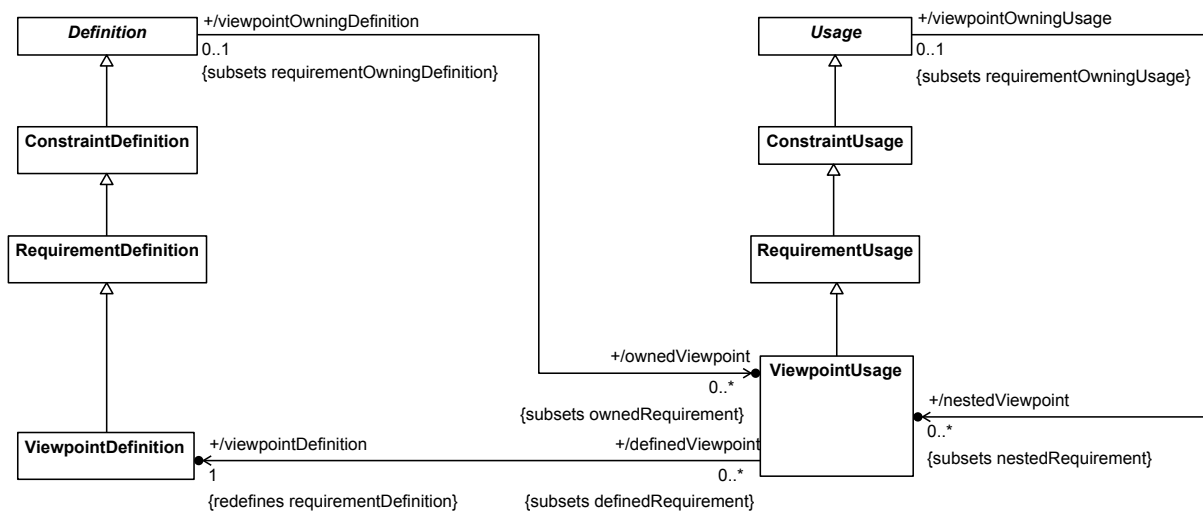 Definition
+/viewpointOwningDefinition
0..1
{subsets requirementOwningDefinition}
Usage
+/viewpointOwningUsage
0..1
{subsets requirementOwningUsage}
ConstraintDefinition
ConstraintUsage
RequirementDefinition
RequirementUsage
+/ownedViewpoint
0..*
{subsets ownedRequirement}
ViewpointUsage
+/nestedViewpoint
0..*
{subsets nestedRequirement}
ViewpointDefinition
+/viewpointDefinition
1
{redefines requirementDefinition}
+/definedViewpoint
0..*
{subsets definedRequirement}